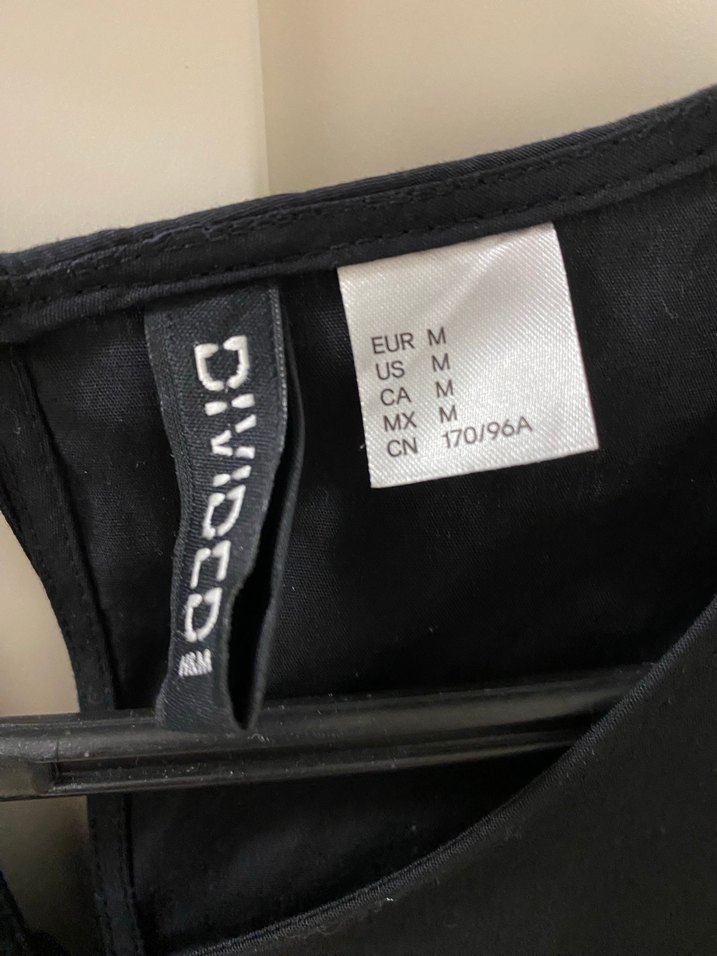 DIVIDED
H&M
EUR M
US M
CA M
MX M
CN 170/96A